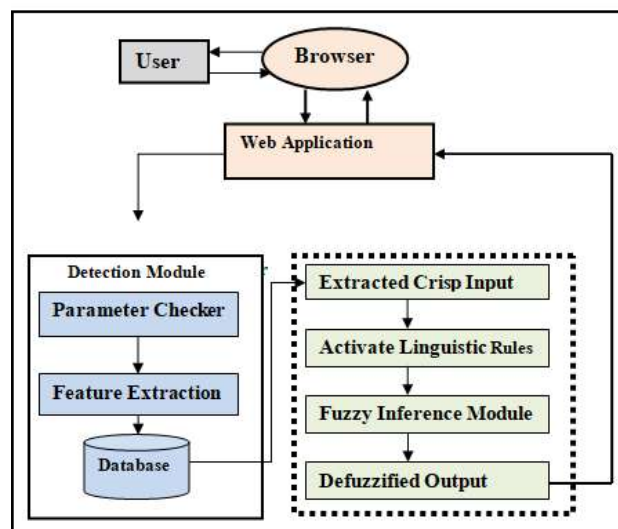 User
Browser
Web Application
Detection Module
Parameter Checker
Feature Extraction
Database
Extracted Crisp Input
Activate Linguistic Rules
Fuzzy Inference Module
Defuzzified Output